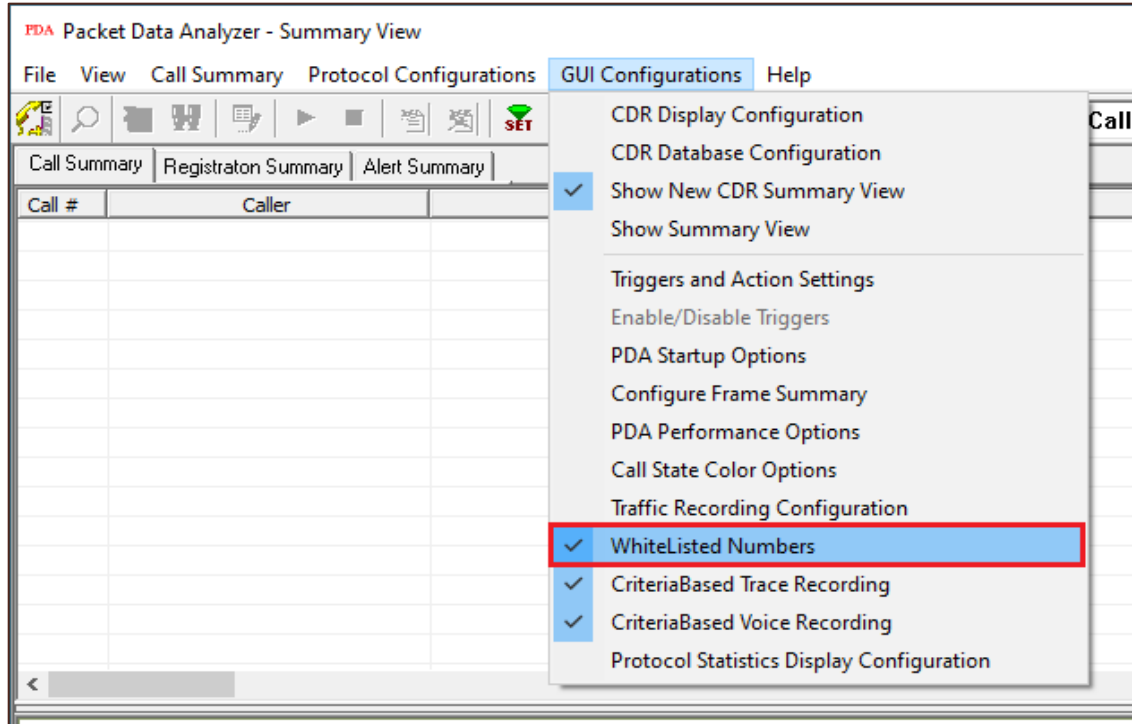 PDA Packet Data Analyzer - Summary View
File View Call Summary Protocol Configurations GUI Configurations Help
SET
Call
Call Summary Registraton Summary Alert Summary
Call # Caller
CDR Display Configuration
CDR Database Configuration
Show New CDR Summary View
Show Summary View
Triggers and Action Settings
Enable/Disable Triggers
PDA Startup Options
Configure Frame Summary
PDA Performance Options
Call State Color Options
Traffic Recording Configuration
WhiteListed Numbers
CriteriaBased Trace Recording
CriteriaBased Voice Recording
Protocol Statistics Display Configuration